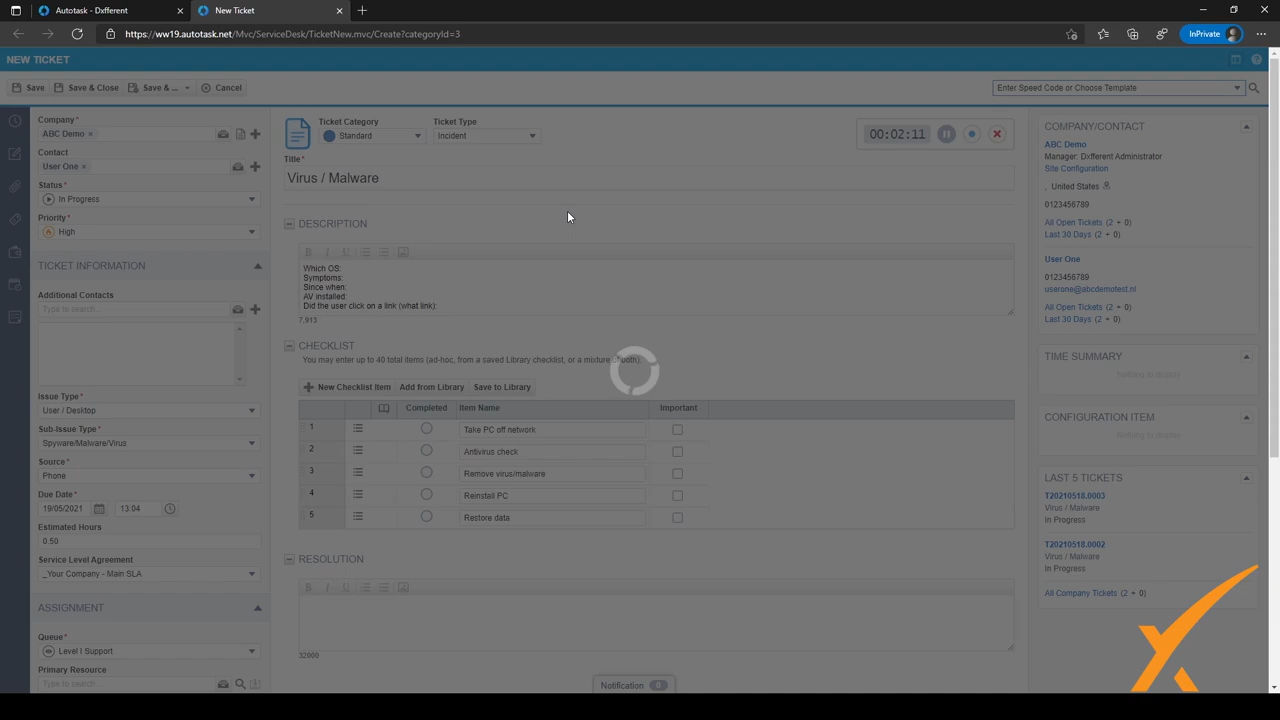 Autotask - Dxfferent
New Ticket
https://ww19.autotask.net/Mvc/ServiceDesk/TicketNew.mvc/Create?categoryId=3
InPrivate
NEW TICKET
Save
Save & Close
Save & ...
Cancel
Enter Speed Code or Choose Template
Company*
ABC Demo
Contact
User One
Status*
In Progress
Priority*
High
TICKET INFORMATION
Additional Contacts
Type to search...
Issue Type*
User / Desktop
Sub-Issue Type*
Spyware/Malware/Virus
Source*
Phone
Due Date*
19/05/2021
13:04
Estimated Hours
0.50
Service Level Agreement
_Your Company - Main SLA
ASSIGNMENT
Queue*
Level I Support
Primary Resource
Type to search...
Ticket Category
Standard
Ticket Type
Incident
00:02:11
Title*
Virus / Malware
DESCRIPTION
B I U
Which OS:
Symptoms:
Since when:
AV installed:
Did the user click on a link (what link):
7,913
CHECKLIST
You may enter up to 40 total items (ad-hoc, from a saved Library checklist, or a mixture of both).
New Checklist Item
Add from Library
Save to Library
Completed
Item Name
Important
1 Take PC off network
2 Antivirus check
3 Remove virus/malware
4 Reinstall PC
5 Restore data
RESOLUTION
B I U
32000
Notification 0
COMPANY/CONTACT
ABC Demo
Manager: Dxfferent Administrator
Site Configuration
, United States
0123456789
All Open Tickets (2 + 0)
Last 30 Days (2 + 0)
User One
0123456789
userone@abcdemotest.nl
All Open Tickets (2 + 0)
Last 30 Days (2 + 0)
TIME SUMMARY
Nothing to display
CONFIGURATION ITEM
Nothing to display
LAST 5 TICKETS
T20210518.0003
Virus / Malware
In Progress
T20210518.0002
Virus / Malware
In Progress
All Company Tickets (2 + 0)